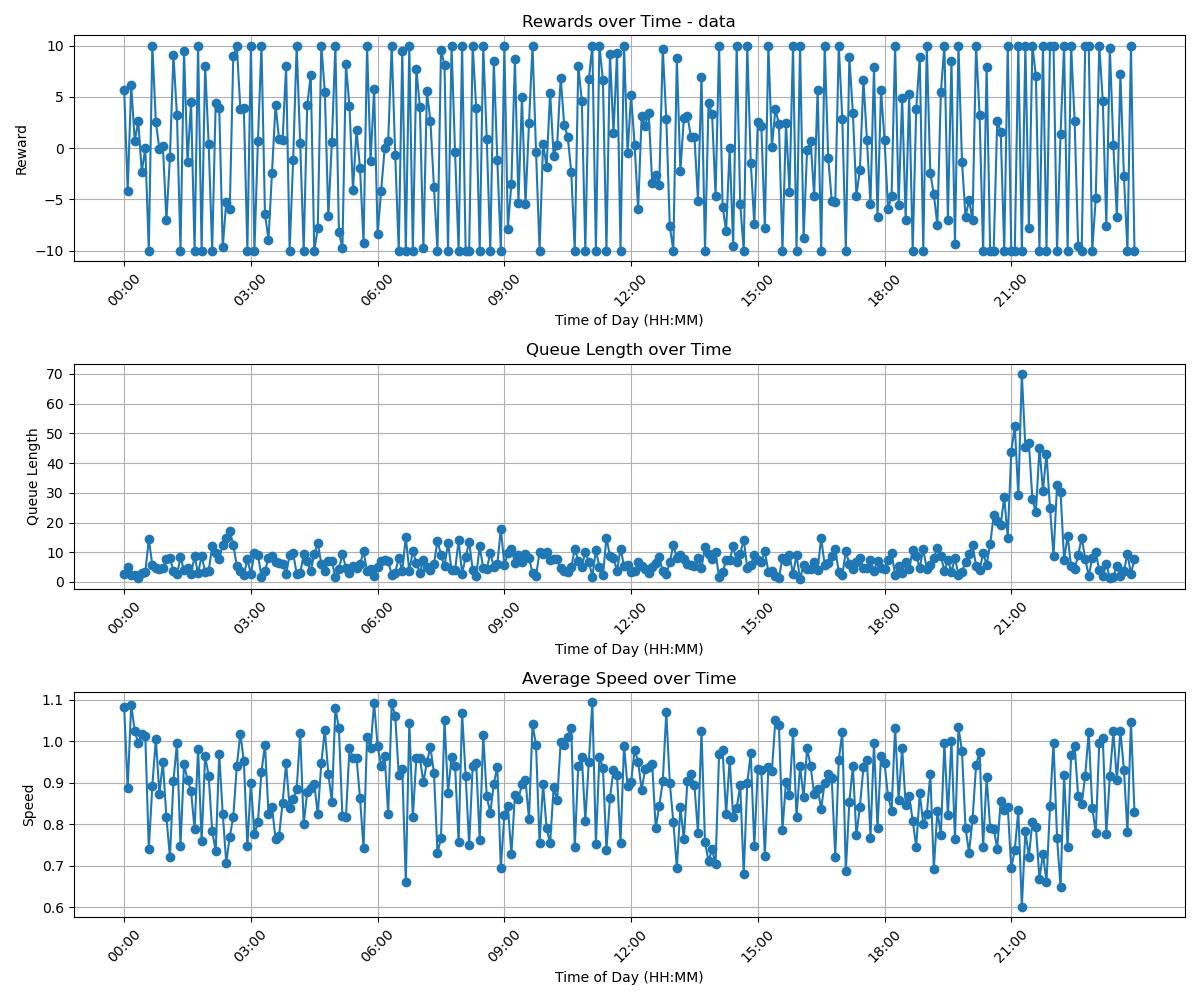 Rewards over Time - data
Reward
10
5
0
−5
−10
00:00 03:00 06:00 09:00 12:00 15:00 18:00 21:00
Time of Day (HH:MM)
Queue Length over Time
Queue Length
70
60
50
40
30
20
10
0
00:00 03:00 06:00 09:00 12:00 15:00 18:00 21:00
Time of Day (HH:MM)
Average Speed over Time
Speed
1.1
1.0
0.9
0.8
0.7
0.6
00:00 03:00 06:00 09:00 12:00 15:00 18:00 21:00
Time of Day (HH:MM)